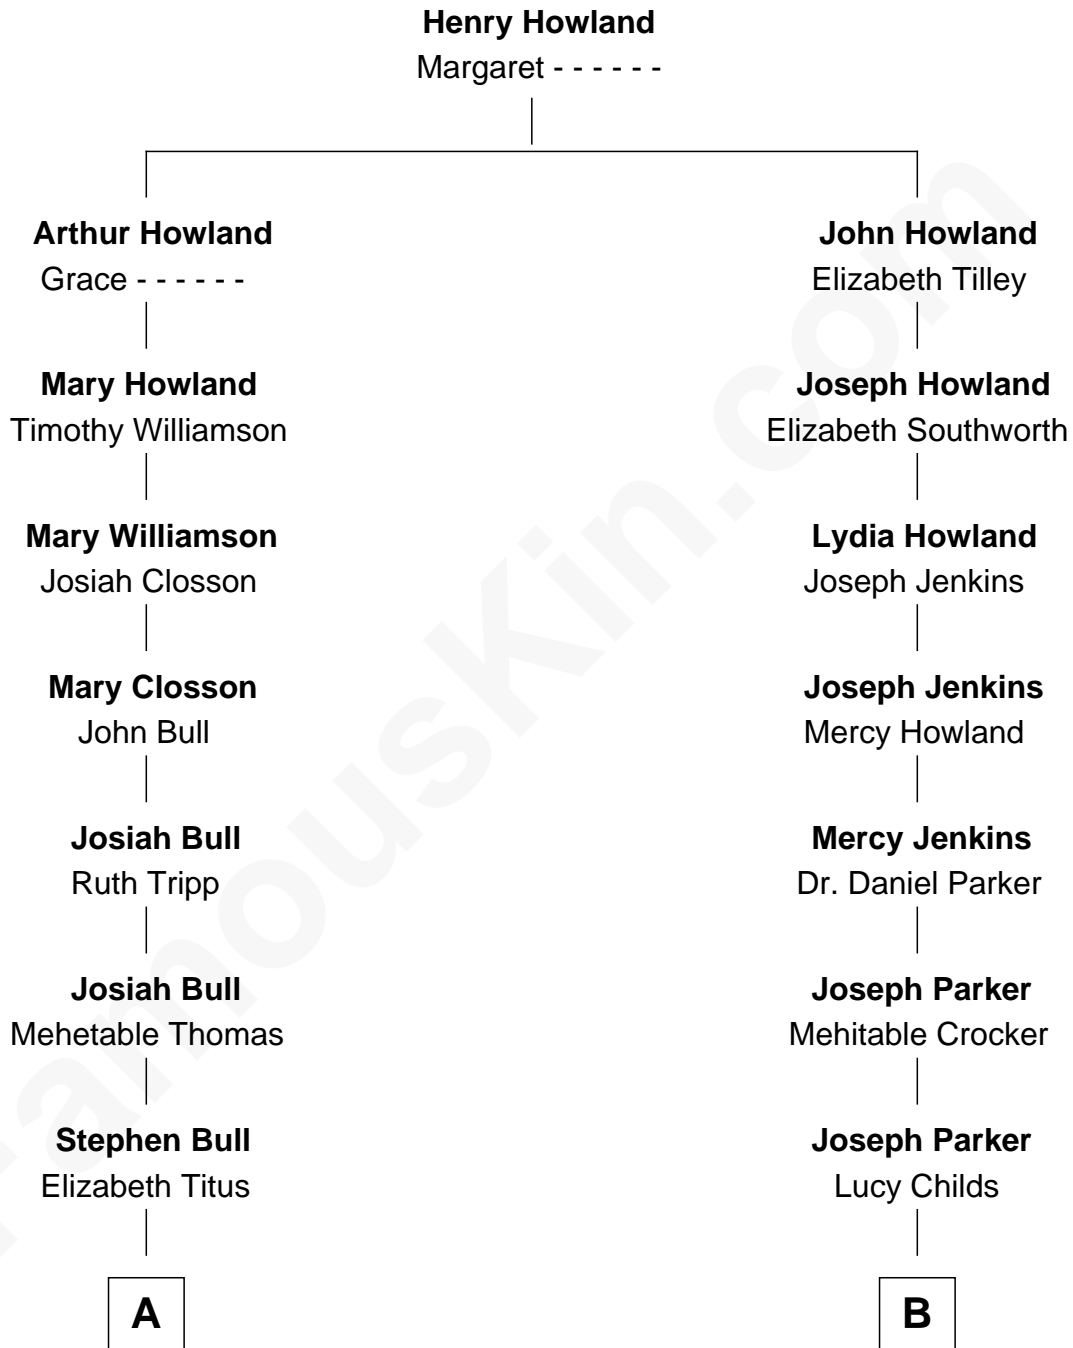 Henry Howland
Margaret - - - - - -
Arthur Howland
Grace - - - - - -
John Howland
Elizabeth Tilley
Mary Howland
Timothy Williamson
Joseph Howland
Elizabeth Southworth
Mary Williamson
Josiah Closson
Lydia Howland
Joseph Jenkins
Mary Closson
John Bull
Joseph Jenkins
Mercy Howland
Josiah Bull
Ruth Tripp
Mercy Jenkins
Dr. Daniel Parker
Josiah Bull
Mehetable Thomas
Joseph Parker
Mehitable Crocker
Stephen Bull
Elizabeth Titus
Joseph Parker
Lucy Childs
A
B
FamousKin.com